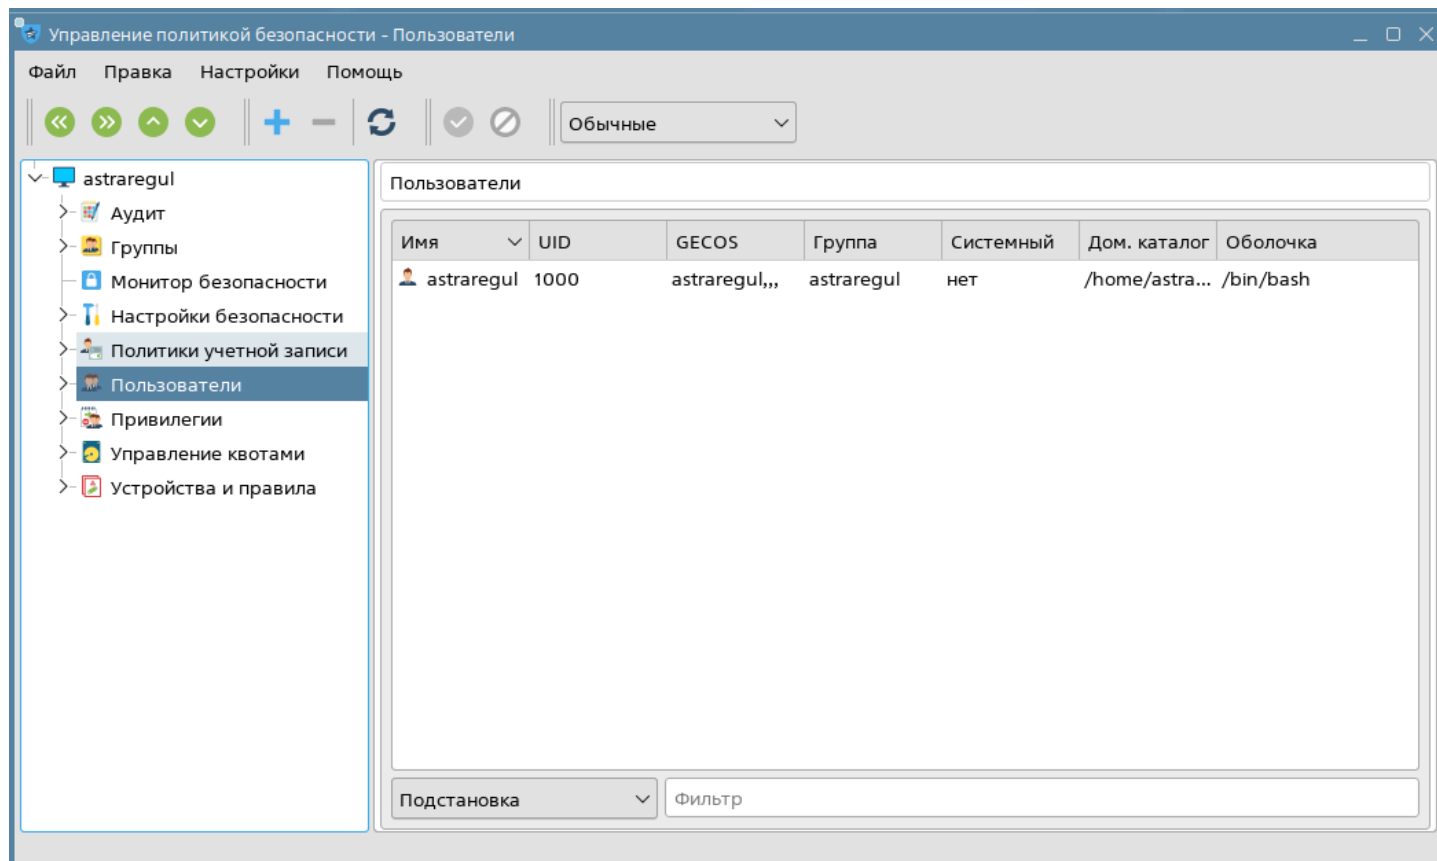 Управление политикой безопасности - Пользователи
Файл Правка Настройки Помощь
Обычные
astraregul
Аудит
Группы
Монитор безопасности
Настройки безопасности
Политики учетной записи
Пользователи
Привилегии
Управление квотами
Устройства и правила
Пользователи
Имя UID GECOS Группа Системный Дом. каталог Оболочка
astraregul 1000 astraregul,,, astraregul нет /home/astra... /bin/bash
Подстановка Фильтр